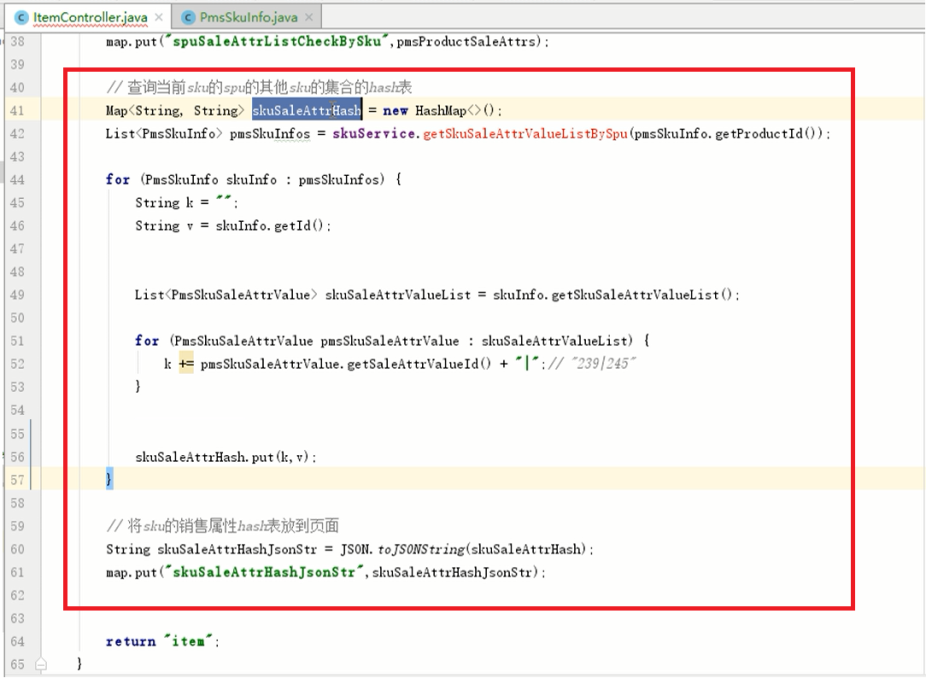 ItemController.java × PmsSkuInfo.java ×
38 map.put("spuSaleAttrListCheckBySku",pmsProductSaleAttrs);
39
40 // 查询当前sku的spu的其他sku的集合的hash表
41 Map<String, String> skuSaleAttrHash = new HashMap<>();
42 List<PmsSkuInfo> pmsSkuInfos = skuService.getSkuSaleAttrValueListBySpu(pmsSkuInfo.getProductId());
43
44 for (PmsSkuInfo skuInfo : pmsSkuInfos) {
45 String k = "";
46 String v = skuInfo.getId();
47
48
49 List<PmsSkuSaleAttrValue> skuSaleAttrValueList = skuInfo.getSkuSaleAttrValueList();
50
51 for (PmsSkuSaleAttrValue pmsSkuSaleAttrValue : skuSaleAttrValueList) {
52 k += pmsSkuSaleAttrValue.getSaleAttrValueId() + "|";// "239|245"
53 }
54
55
56 skuSaleAttrHash.put(k,v);
57 }
58
59 // 将sku的销售属性hash表放到页面
60 String skuSaleAttrHashJsonStr = JSON.toJSONString(skuSaleAttrHash);
61 map.put("skuSaleAttrHashJsonStr",skuSaleAttrHashJsonStr);
62
63
64 return "item";
65 }